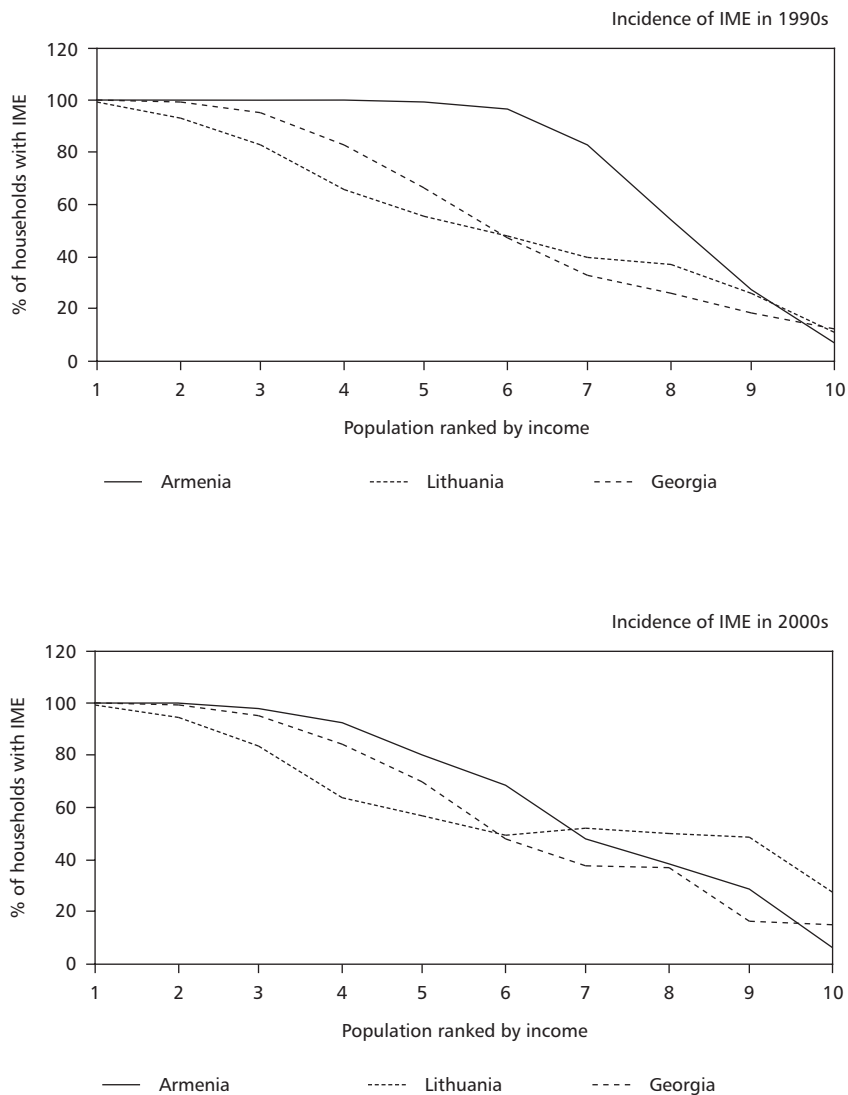 Incidence of IME in 1990s
120
100
80
60
40
20
0
% of households with IME
1 2 3 4 5 6 7 8 9 10
Population ranked by income
Armenia Lithuania Georgia
Incidence of IME in 2000s
120
100
80
60
40
20
0
% of households with IME
1 2 3 4 5 6 7 8 9 10
Population ranked by income
Armenia Lithuania Georgia